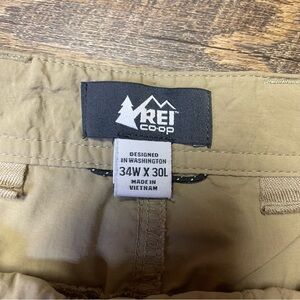 REI
CO·OP
DESIGNED
IN WASHINGTON
34W X 30L
MADE IN
VIETNAM